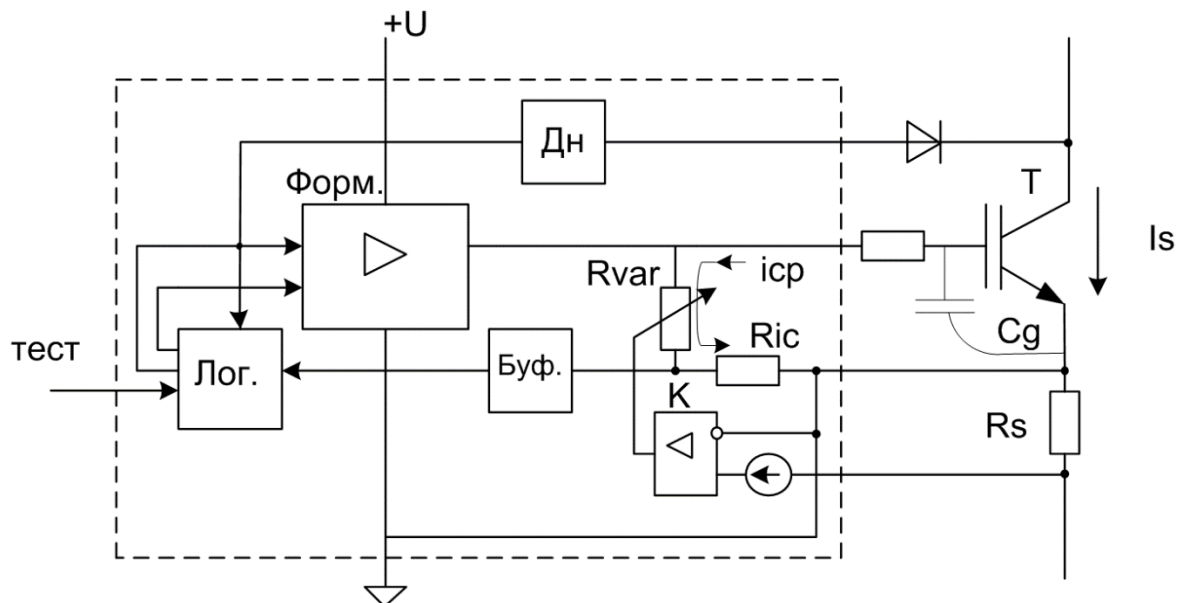 +U
Дн
Форм.
T
Is
Rvar
icp
тест
Лог.
Буф.
Ric
Cg
K
Rs